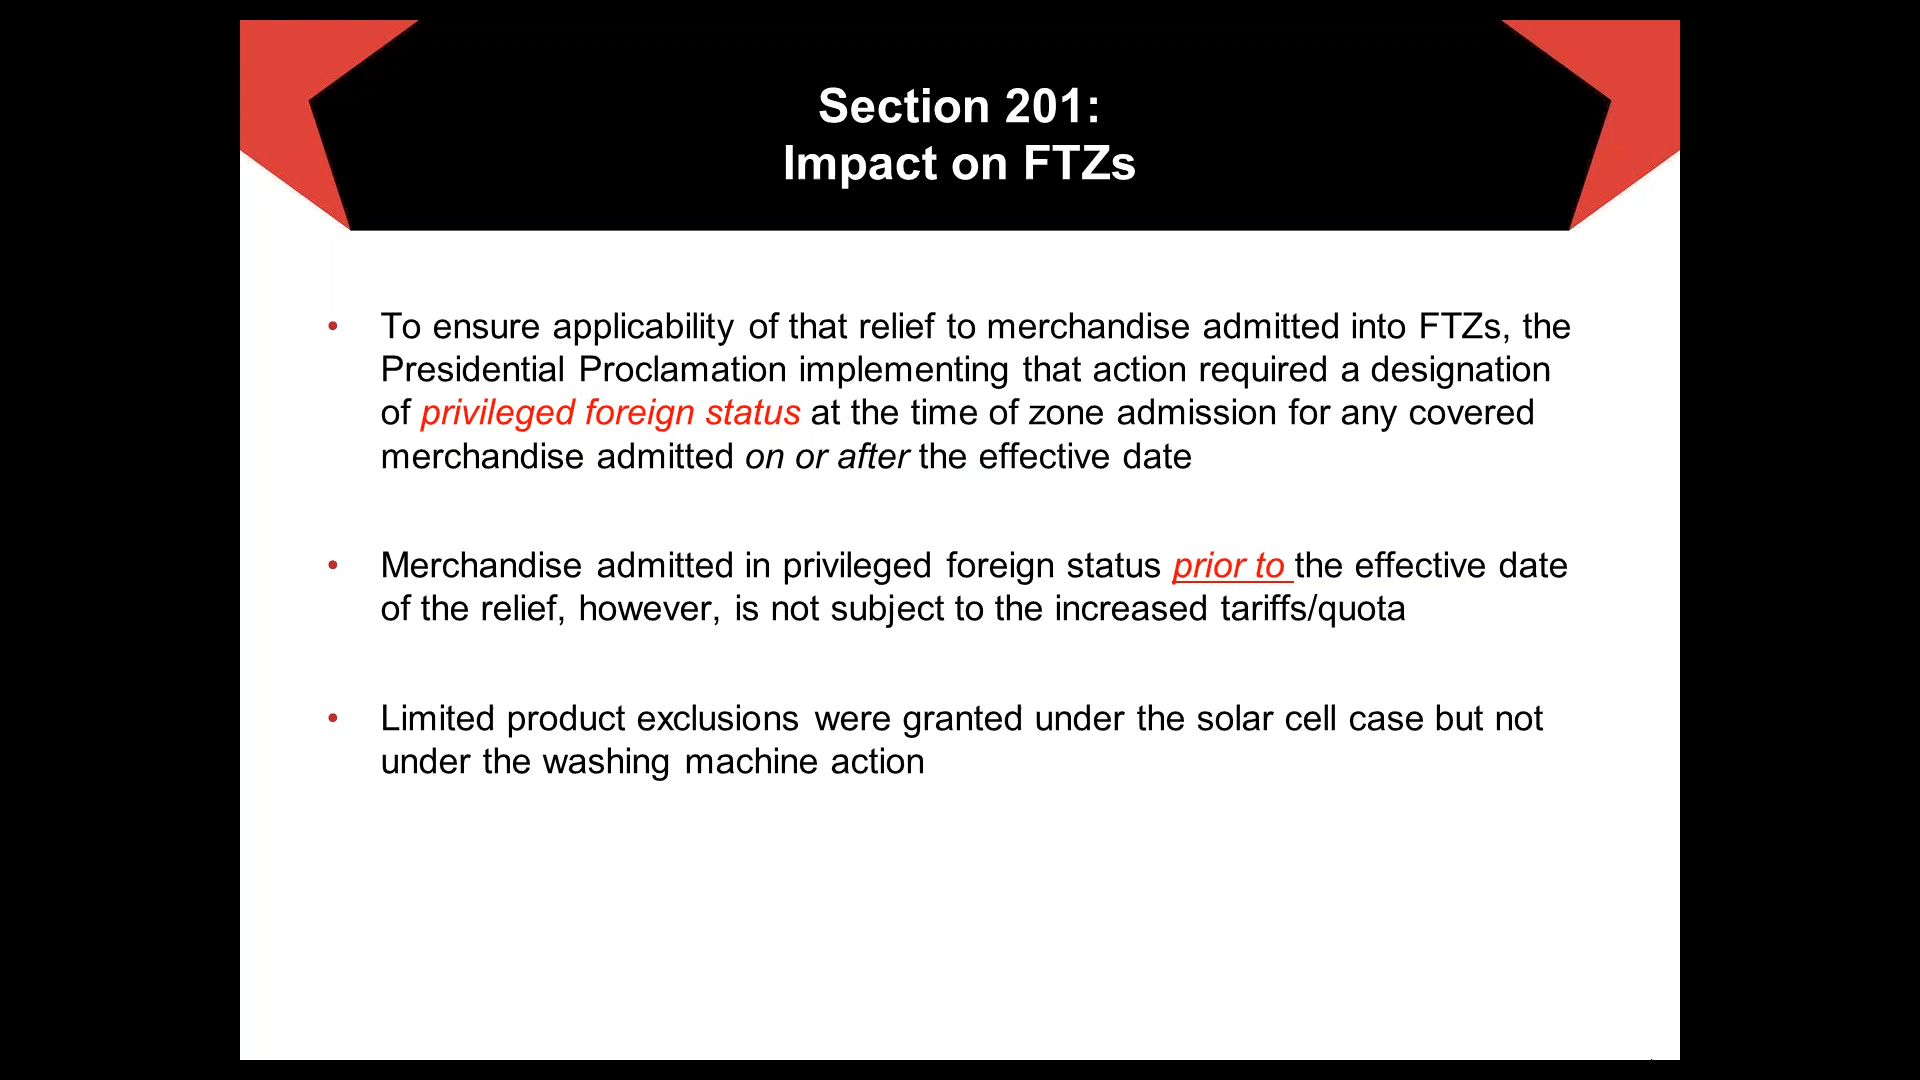 Section 201:
Impact on FTZs
• To ensure applicability of that relief to merchandise admitted into FTZs, the
Presidential Proclamation implementing that action required a designation
of privileged foreign status at the time of zone admission for any covered
merchandise admitted on or after the effective date
• Merchandise admitted in privileged foreign status prior to the effective date
of the relief, however, is not subject to the increased tariffs/quota
• Limited product exclusions were granted under the solar cell case but not
under the washing machine action